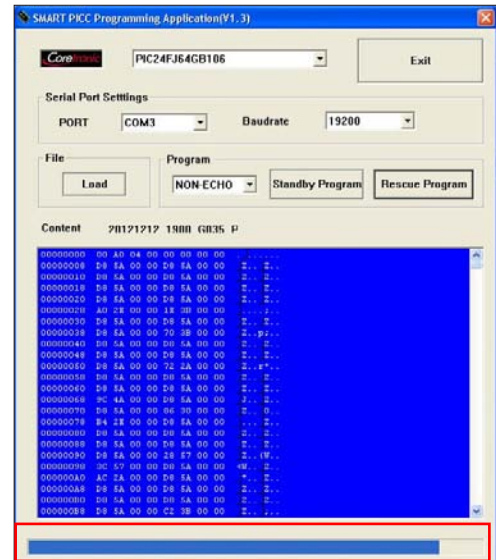 SMART PICC Programming Application(V1.3)
Coretronic
PIC24FJ64GB106
Exit
Serial Port Setttings
PORT
COM3
Baudrate
19200
File
Load
Program
NON-ECHO
Standby Program
Rescue Program
Content 20121212 1900 G035 P
00000000 00 A0 04 00 00 00 00 00
00000008 D8 5A 00 00 D8 5A 00 00 Z.. Z..
00000010 D8 5A 00 00 D8 5A 00 00 Z.. Z..
00000018 D8 5A 00 00 D8 5A 00 00 Z.. Z..
00000020 D8 5A 00 00 D8 5A 00 00 Z.. Z..
00000028 A0 2E 00 00
00000030 D8 5A 00 00 D8 5A 00 00 Z.. Z..
00000038 D8 5A 00 00 70 3B 00 00 Z..p;..
00000040 D8 5A 00 00 D8 5A 00 00 Z.. Z..
00000048 D8 5A 00 00 D8 5A 00 00 Z.. Z..
00000050 D8 5A 00 00 72 2A 00 00 Z..r*..
00000058 D8 5A 00 00 D8 5A 00 00 Z.. Z..
00000060 D8 5A 00 00 D8 5A 00 00 Z.. Z..
00000068 9C 4A 00 00 D8 5A 00 00 J.. Z..
00000070 D8 5A 00 00 06 30 00 00 Z.. 0..
00000078 B4 2E 00 00 D8 5A 00 00 ... Z..
00000080 D8 5A 00 00 D8 5A 00 00 Z.. Z..
00000088 D8 5A 00 00 D8 5A 00 00 Z.. Z..
00000090 D8 5A 00 00 28 57 00 00 Z..(W..
00000098 3C 57 00 00 D8 5A 00 00 <W.. Z..
000000A0 AC 2A 00 00 D8 5A 00 00 *.. Z..
000000A8 D8 5A 00 00 D8 5A 00 00 Z.. Z..
000000B0 D8 5A 00 00 D8 5A 00 00 Z.. Z..
000000B8 D8 5A 00 00 C2 3B 00 00 Z.. ;..